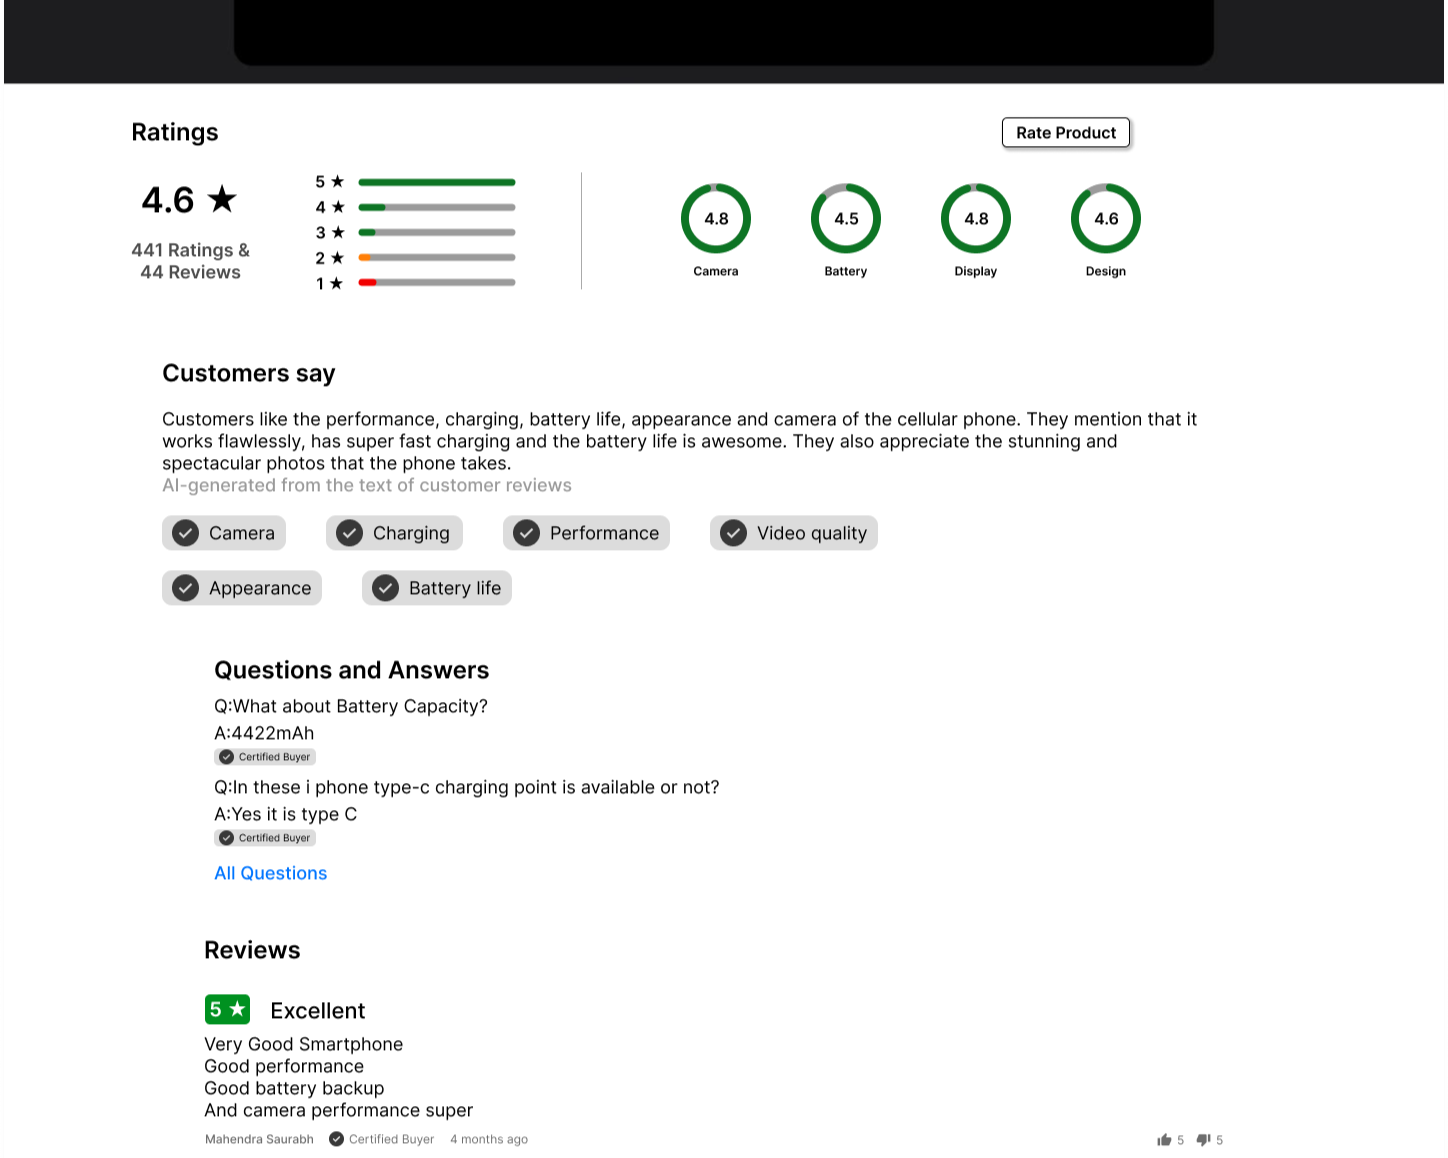 Ratings
Rate Product
4.6 ★
441 Ratings &
44 Reviews
5 ★
4 ★
3 ★
2 ★
1 ★
4.8
Camera
4.5
Battery
4.8
Display
4.6
Design
Customers say
Customers like the performance, charging, battery life, appearance and camera of the cellular phone. They mention that it
works flawlessly, has super fast charging and the battery life is awesome. They also appreciate the stunning and
spectacular photos that the phone takes.
AI-generated from the text of customer reviews
Camera
Charging
Performance
Video quality
Appearance
Battery life
Questions and Answers
Q:What about Battery Capacity?
A:4422mAh
Certified Buyer
Q:In these i phone type-c charging point is available or not?
A:Yes it is type C
Certified Buyer
All Questions
Reviews
5 ★ Excellent
Very Good Smartphone
Good performance
Good battery backup
And camera performance super
Mahendra Saurabh Certified Buyer 4 months ago 5 5